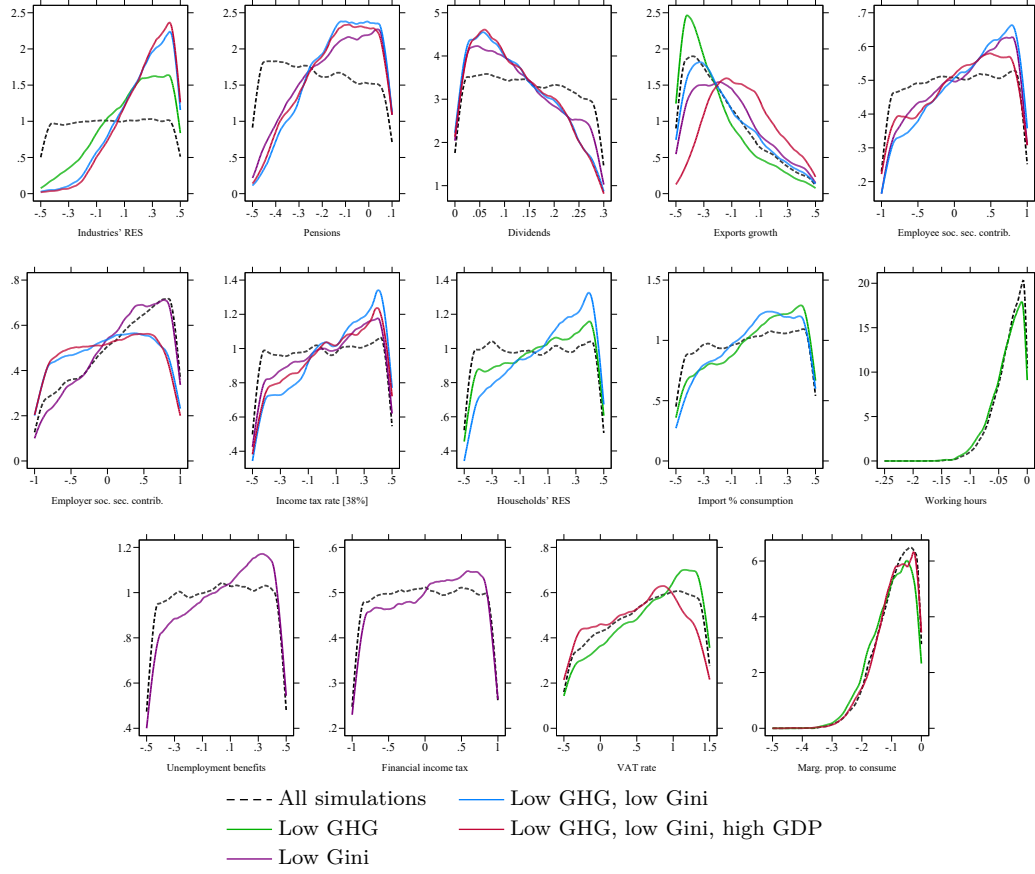 2.5
2
1.5
1
.5
0
-.5 -.3 -.1 .1 .3 .5
Industries' RES
2.5
2
1.5
1
.5
0
-.5 -.4 -.3 -.2 -.1 0 .1
Pensions
5
4
3
2
1
0 .05 .1 .15 .2 .25 .3
Dividends
2.5
2
1.5
1
.5
0
-.5 -.3 -.1 .1 .3 .5
Exports growth
.7
.6
.5
.4
.3
.2
-1 -.5 0 .5 1
Employee soc. sec. contrib.
.8
.6
.4
.2
0
-1 -.5 0 .5 1
Employer soc. sec. contrib.
1.4
1.2
1
.8
.6
.4
-.5 -.3 -.1 .1 .3 .5
Income tax rate [38%]
1.4
1.2
1
.8
.6
.4
-.5 -.3 -.1 .1 .3 .5
Households' RES
1.5
1
.5
0
-.5 -.3 -.1 .1 .3 .5
Import % consumption
20
15
10
5
0
-.25 -.2 -.15 -.1 -.05 0
Working hours
1.2
1
.8
.6
.4
-.5 -.3 -.1 .1 .3 .5
Unemployment benefits
.6
.5
.4
.3
.2
-1 -.5 0 .5 1
Financial income tax
.8
.6
.4
.2
0
-.5 0 .5 1 1.5
VAT rate
6
4
2
0
-.5 -.4 -.3 -.2 -.1 0
Marg. prop. to consume
All simulations
Low GHG, low Gini
Low GHG
Low GHG, low Gini, high GDP
Low Gini